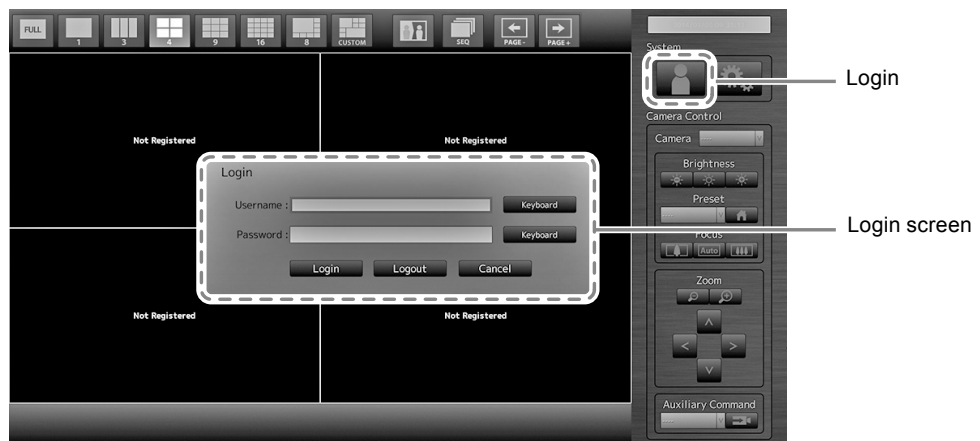 FULL
1
3
4
9
16
8
CUSTOM
SEQ
PAGE-
PAGE+
System
Login
Camera Control
Camera
Brightness
Preset
Focus
Auto
Zoom
Auxiliary Command
Not Registered
Not Registered
Login
Username :
Keyboard
Password :
Keyboard
Login
Logout
Cancel
Login screen
Not Registered
Not Registered